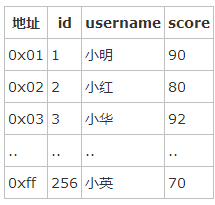 地址 id username score
0x01 1 小明 90
0x02 2 小红 80
0x03 3 小华 92
.. .. .. ..
0xff 256 小英 70